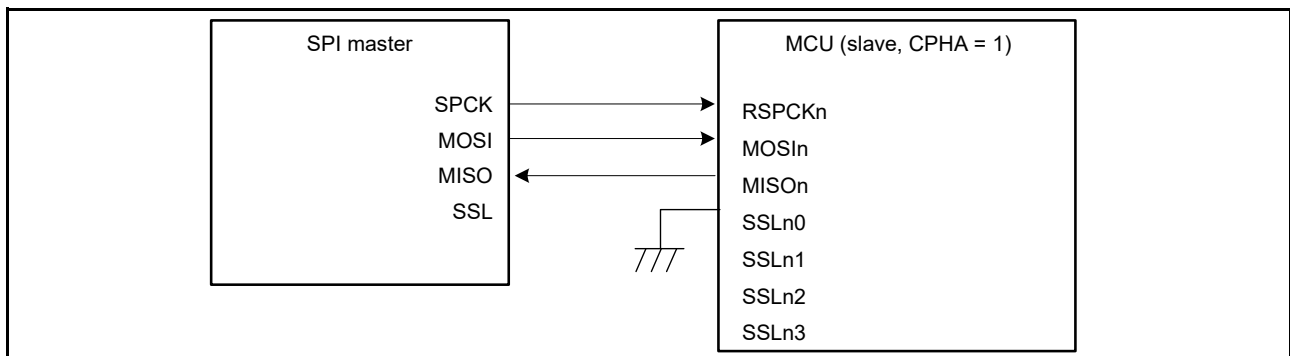 SPI master
SPCK
MOSI
MISO
SSL
MCU (slave, CPHA = 1)
RSPCKn
MOSIn
MISOn
SSLn0
SSLn1
SSLn2
SSLn3